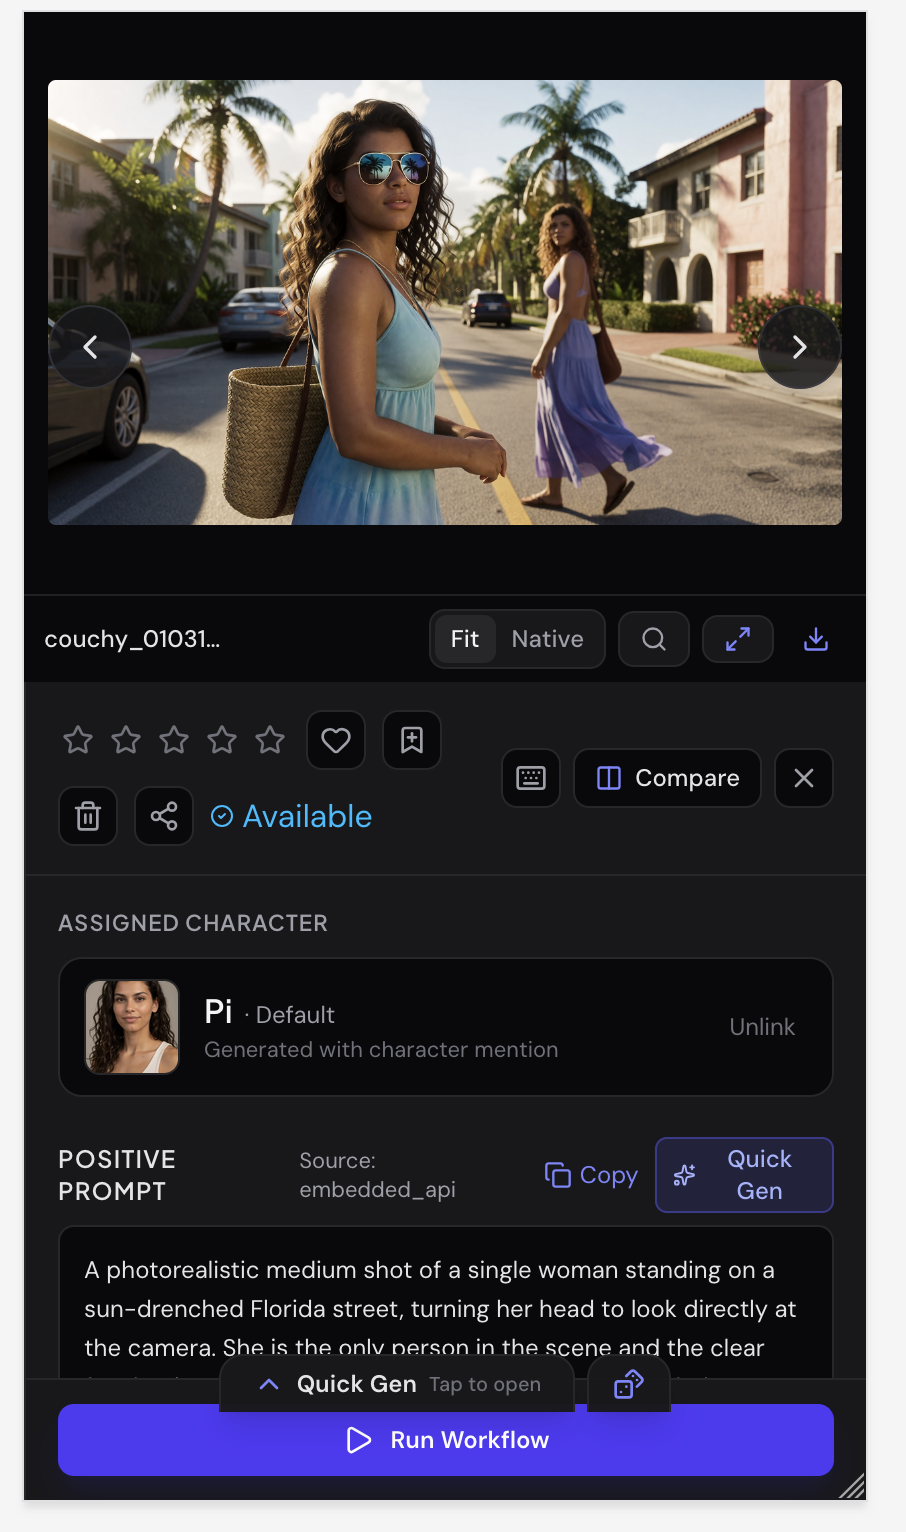 couchy_01031...
Fit
Native
Available
Compare
ASSIGNED CHARACTER
Pi · Default
Generated with character mention
Unlink
POSITIVE
PROMPT
Source:
embedded_api
Copy
Quick
Gen
A photorealistic medium shot of a single woman standing on a
sun-drenched Florida street, turning her head to look directly at
the camera. She is the only person in the scene and the clear
Quick Gen Tap to open
Run Workflow